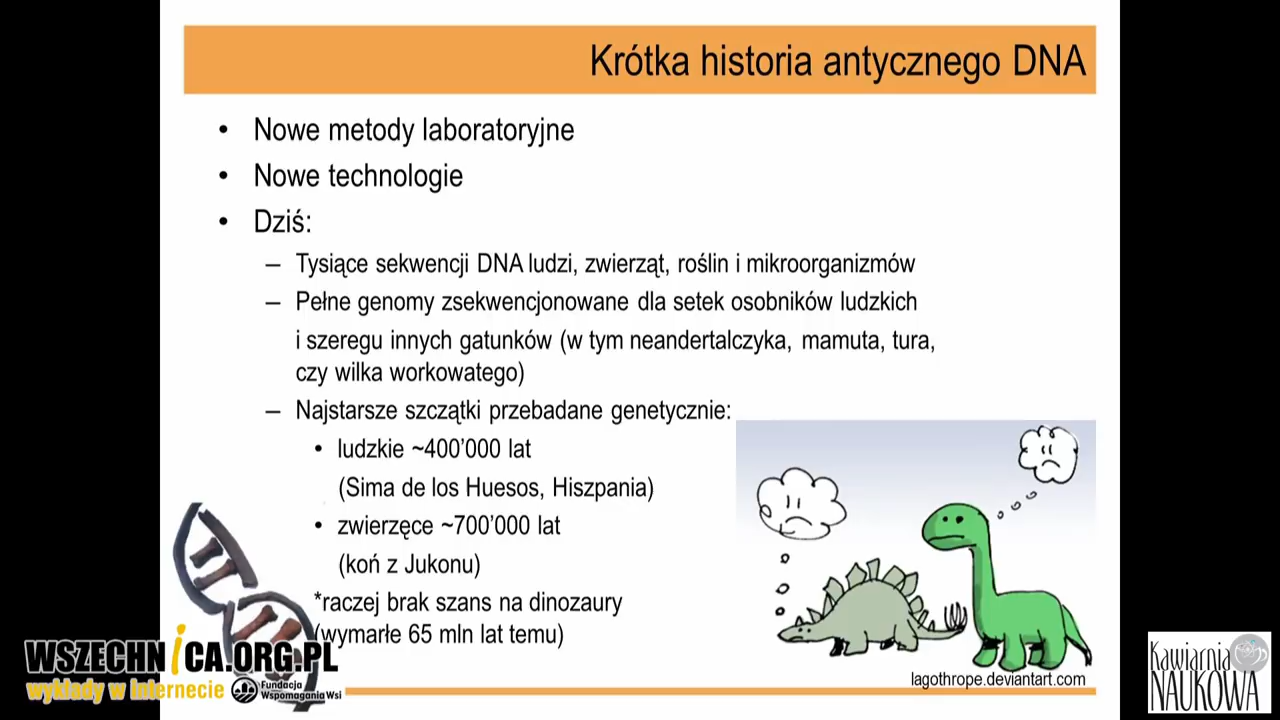 Krótka historia antycznego DNA
• Nowe metody laboratoryjne
• Nowe technologie
• Dziś:
– Tysiące sekwencji DNA ludzi, zwierząt, roślin i mikroorganizmów
– Pełne genomy zsekwencjonowane dla setek osobników ludzkich
i szeregu innych gatunków (w tym neandertalczyka, mamuta, tura,
czy wilka workowatego)
– Najstarsze szczątki przebadane genetycznie:
• ludzkie ~400'000 lat
(Sima de los Huesos, Hiszpania)
• zwierzęce ~700'000 lat
(koń z Jukonu)
*raczej brak szans na dinozaury
(wymarłe 65 mln lat temu)
lagothrope.deviantart.com
WSZECHNiCA.ORG.PL
wykłady w Internecie
Fundacja
Wspomagania Wsi
Kawiarnia
NAUKOWA